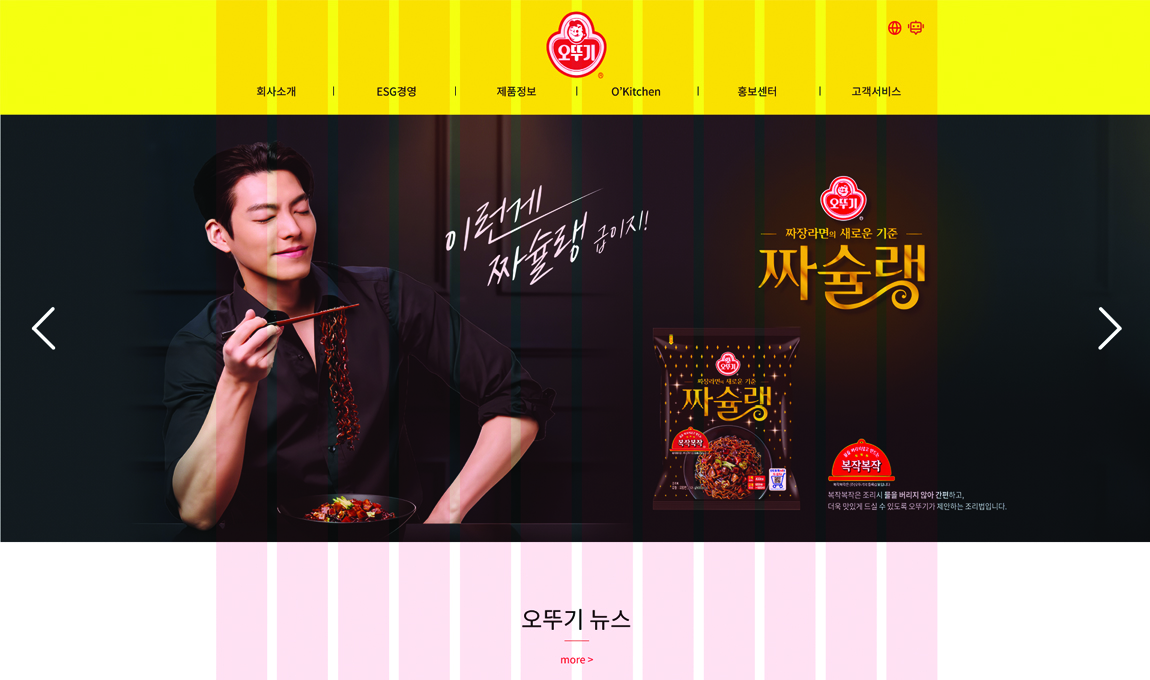 오뚜기
회사소개
ESG경영
제품정보
O'Kitchen
홍보센터
고객서비스
이런게
짜슐랭 급이지!
오뚜기
짜장라면의 새로운 기준
짜슐랭
오뚜기
짜장라면의 새로운 기준
짜슐랭
복작복작
복작복작
복작복작은 조리시 물을 버리지 않아 간편하고,
더욱 맛있게 드실 수 있도록 오뚜기가 제안하는 조리법입니다.
오뚜기 뉴스
more >